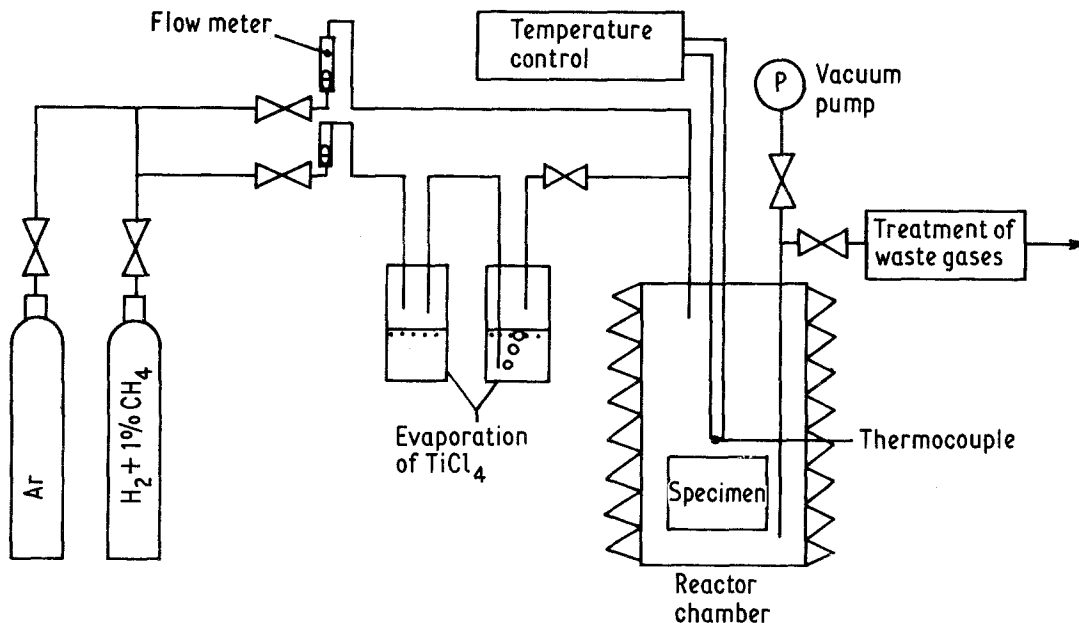 Flow meter
Temperature
control
P
Vacuum
pump
Treatment of
waste gases
Ar
H₂ + 1% CH₄
Evaporation
of TiCl₄
Thermocouple
Specimen
Reactor
chamber